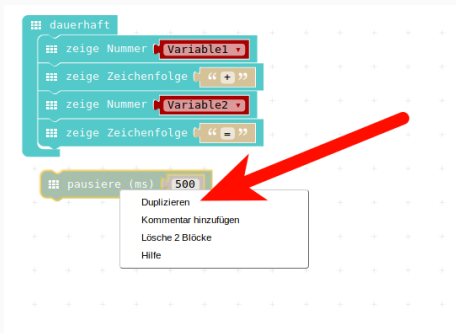 dauerhaft
zeige Nummer Variable1
zeige Zeichenfolge “ + ”
zeige Nummer Variable2
zeige Zeichenfolge “ = ”
pausiere (ms) 500
Duplizieren
Kommentar hinzufügen
Lösche 2 Blöcke
Hilfe